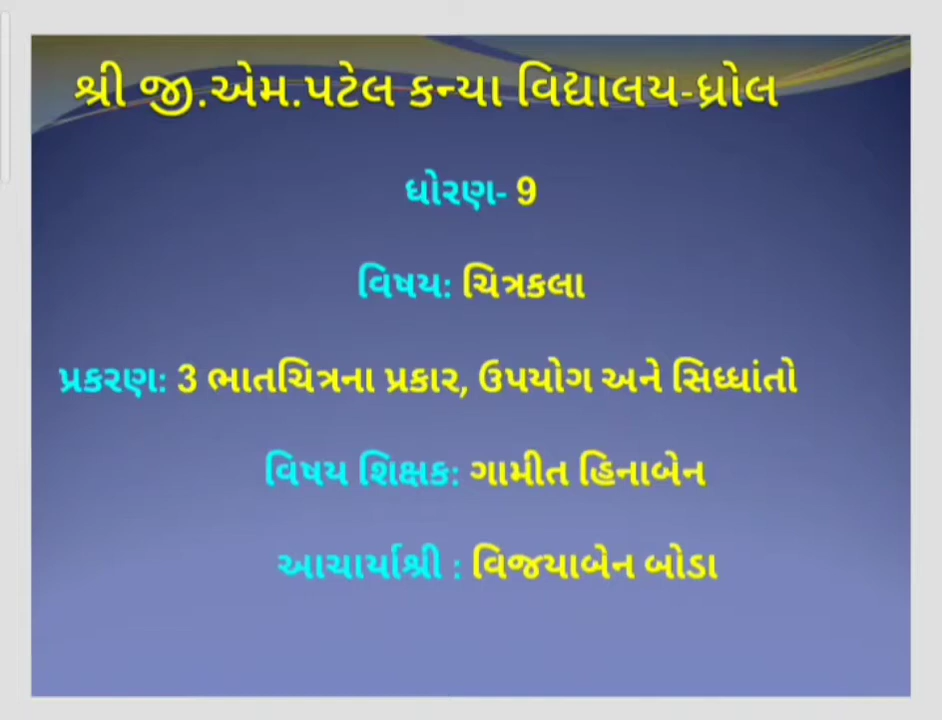 શ્રી જી.એમ.પટેલ કન્યા વિદ્યાલય-ધ્રોલ
ધોરણ- 9
વિષય: ચિત્રકલા
પ્રકરણ: 3 ભાતચિત્રના પ્રકાર, ઉપયોગ અને સિધ્ધાંતો
વિષય શિક્ષક: ગામીત હિનાબેન
આચાર્યાશ્રી : વિજયાબેન બોડા